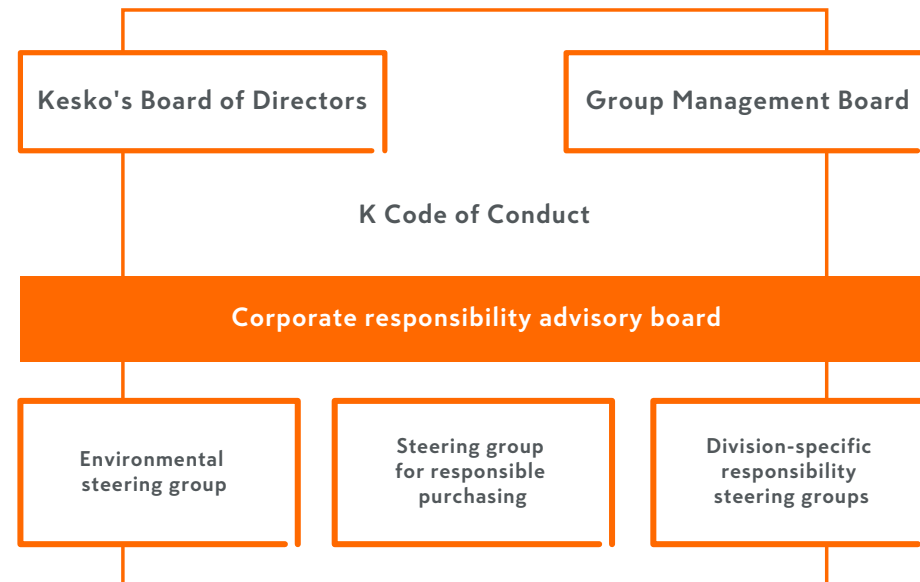 Kesko's Board of Directors
Group Management Board
K Code of Conduct
Corporate responsibility advisory board
Environmental
steering group
Steering group
for responsible
purchasing
Division-specific
responsibility
steering groups